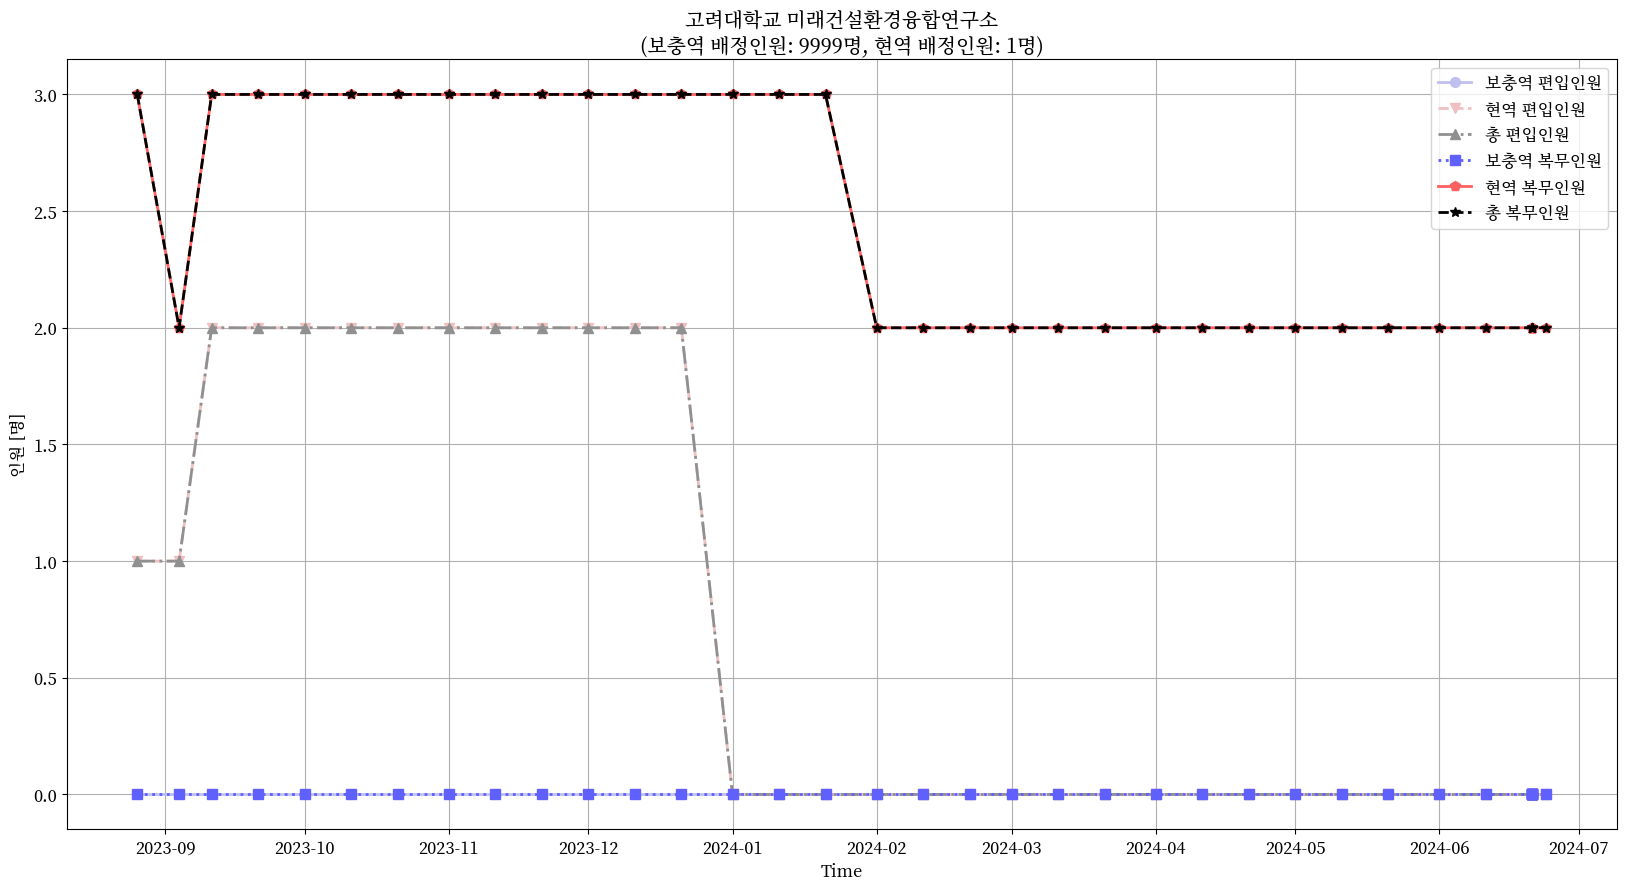 고려대학교 미래건설환경융합연구소
(보충역 배정인원: 9999명, 현역 배정인원: 1명)
보충역 편입인원
현역 편입인원
총 편입인원
보충역 복무인원
현역 복무인원
총 복무인원
인원 [명]
3.0
2.5
2.0
1.5
1.0
0.5
0.0
2023-09
2023-10
2023-11
2023-12
2024-01
2024-02
2024-03
2024-04
2024-05
2024-06
2024-07
Time